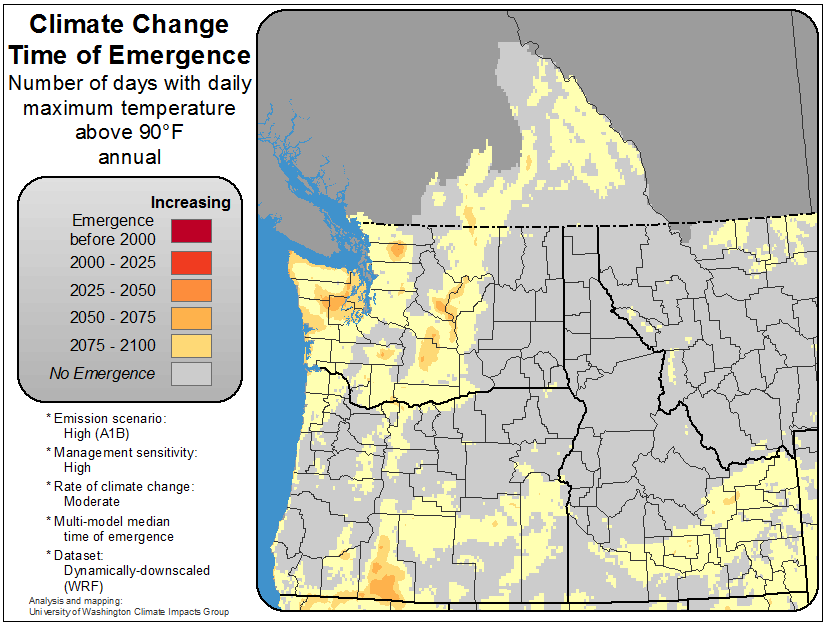 Climate Change
Time of Emergence
Number of days with daily
maximum temperature
above 90°F
annual
Increasing
Emergence
before 2000
2000 - 2025
2025 - 2050
2050 - 2075
2075 - 2100
No Emergence
* Emission scenario:
High (A1B)
* Management sensitivity:
High
* Rate of climate change:
Moderate
* Multi-model median
time of emergence
* Dataset:
Dynamically-downscaled
(WRF)
Analysis and mapping:
University of Washington Climate Impacts Group